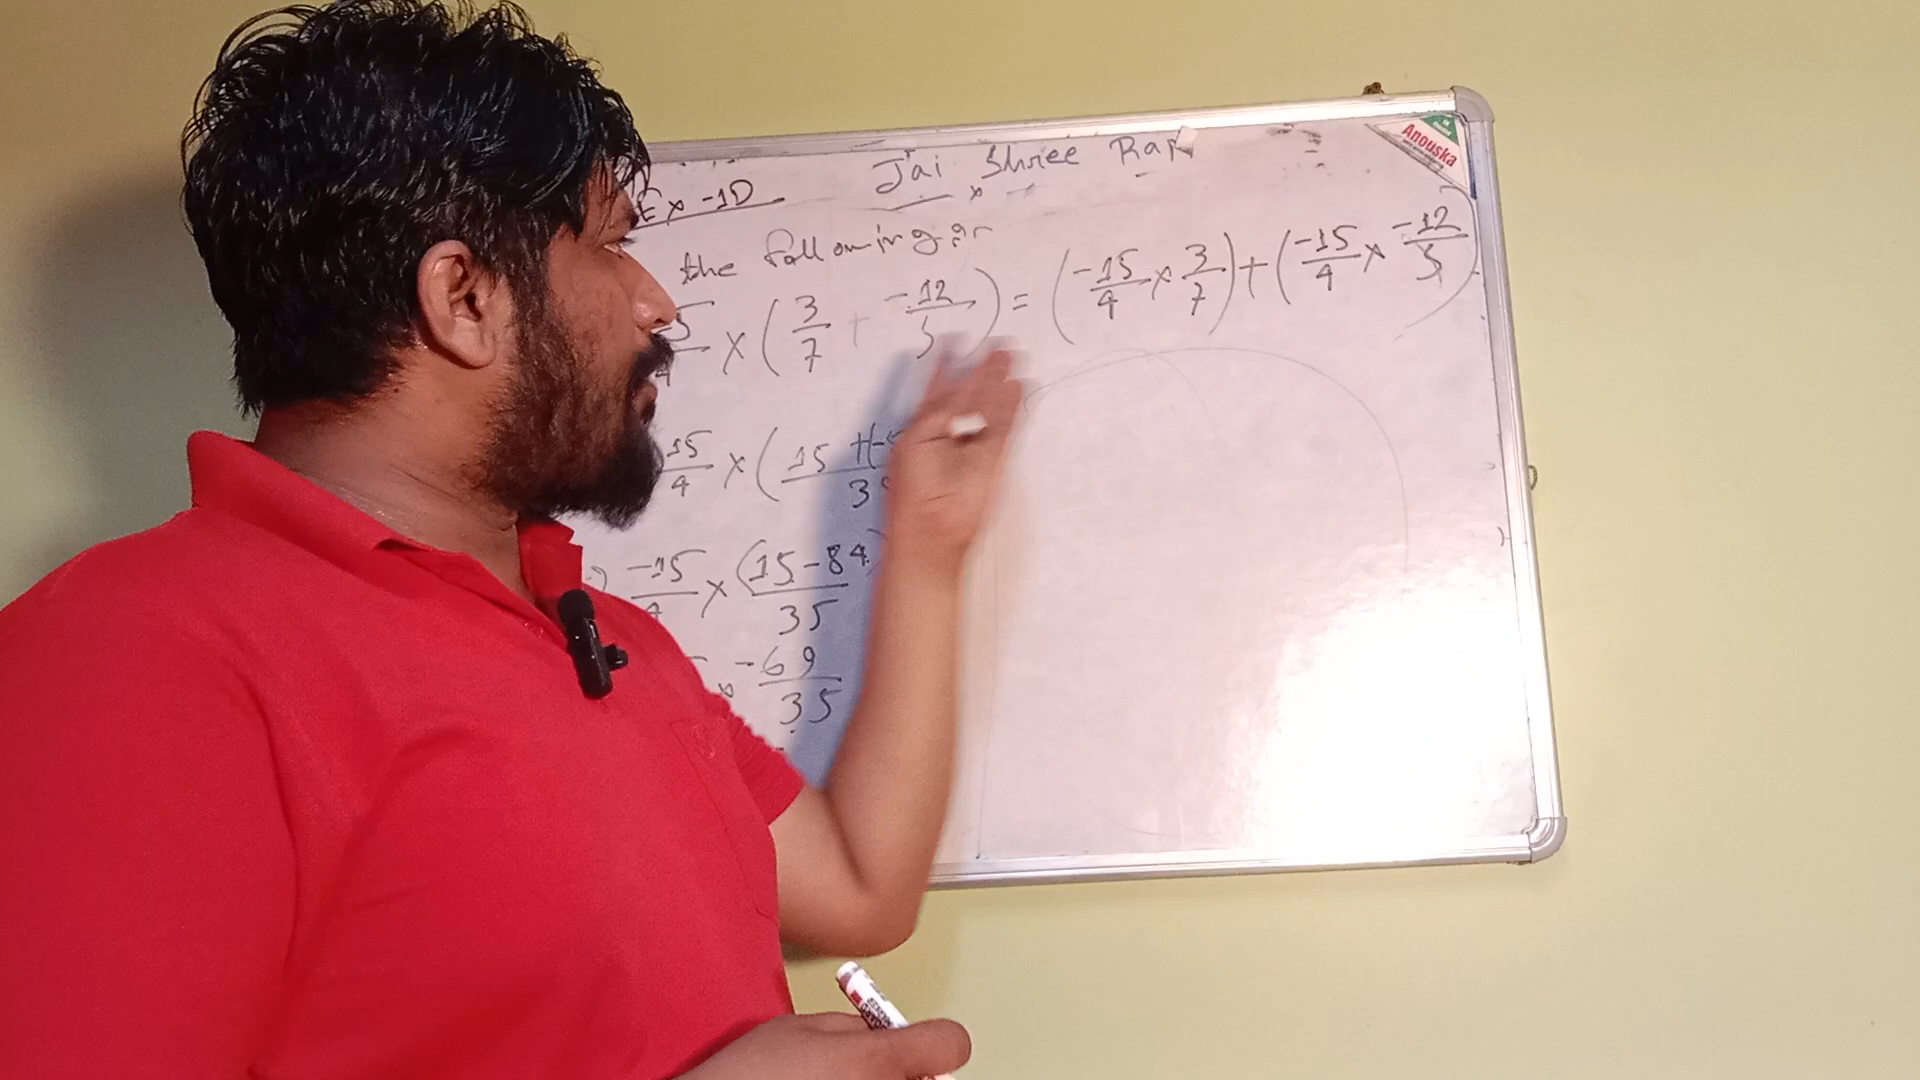 Jai Shree Ram
Anouska
Ex -1D
the following
× (3/7 + -12/5) = (-15/4 × 3/7) + (-15/4 × -12/5)
15/4 × (15 +(-
-15/4 × (15-84)/35
× -69/35